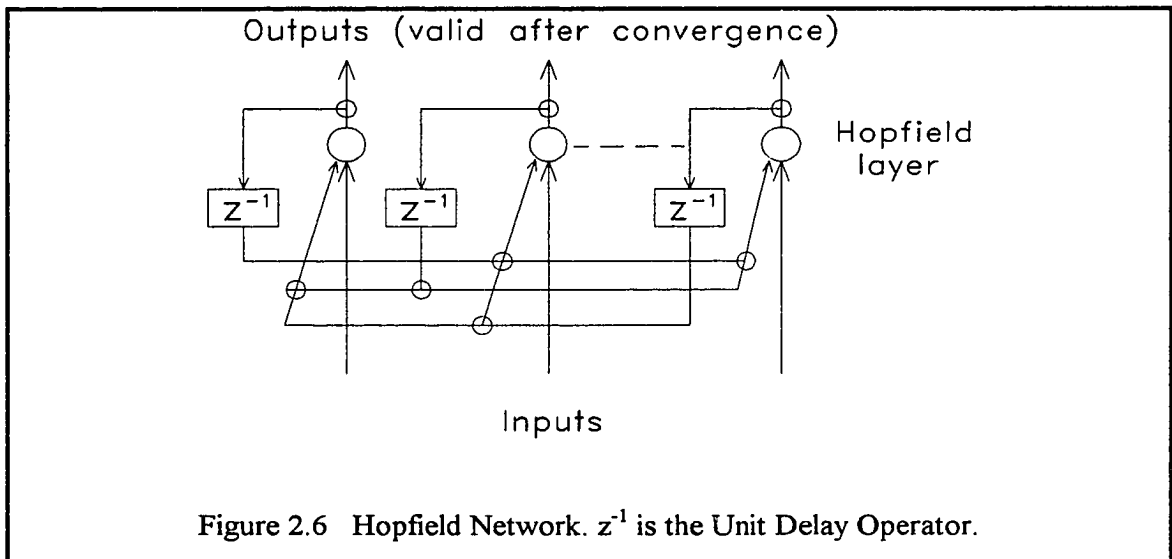 Outputs (valid after convergence)
Hopfield
layer
z⁻¹
z⁻¹
z⁻¹
Inputs
Figure 2.6 Hopfield Network. z⁻¹ is the Unit Delay Operator.